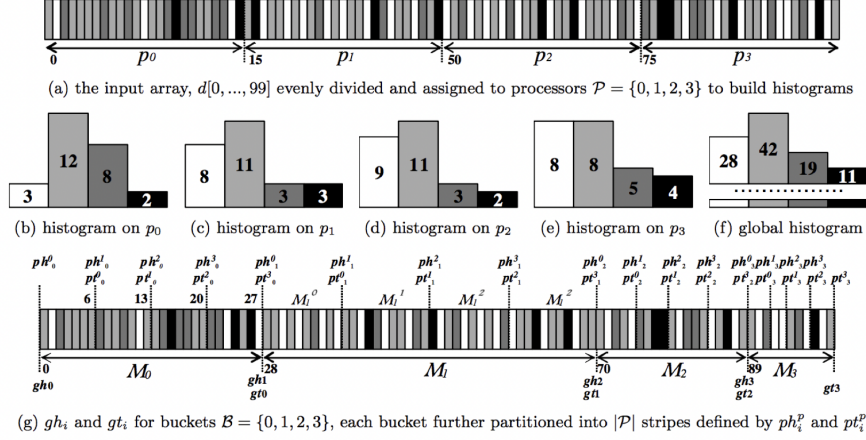 0 p0 15 p1 50 p2 75 p3
(a) the input array, d[0, ..., 99] evenly divided and assigned to processors P = {0, 1, 2, 3} to build histograms
3 12 8 2 8 11 3 3 9 11 3 2 8 8 5 4 28 42 19 11
(b) histogram on p0 (c) histogram on p1 (d) histogram on p2 (e) histogram on p3 (f) global histogram
ph⁰₀ ph¹₀ ph²₀ ph³₀ ph⁰₁ ph¹₁ ph²₁ ph³₁ ph⁰₂ ph¹₂ ph²₂ ph³₂ ph⁰₃ ph¹₃ ph²₃ ph³₃
pt⁰₀ pt¹₀ pt²₀ pt³₀ pt⁰₁ pt¹₁ pt²₁ pt³₁ pt⁰₂ pt¹₂ pt²₂ pt³₂ pt⁰₃ pt¹₃ pt²₃ pt³₃
6 13 20 27 M₁⁰ M₁¹ M₁² M₁²
0 M0 28 M1 70 M2 89 M3
gh0 gh1 gh2 gh3 gt3
gt0 gt1 gt2
(g) ghᵢ and gtᵢ for buckets B = {0, 1, 2, 3}, each bucket further partitioned into |P| stripes defined by phᵢᵖ and ptᵢᵖ